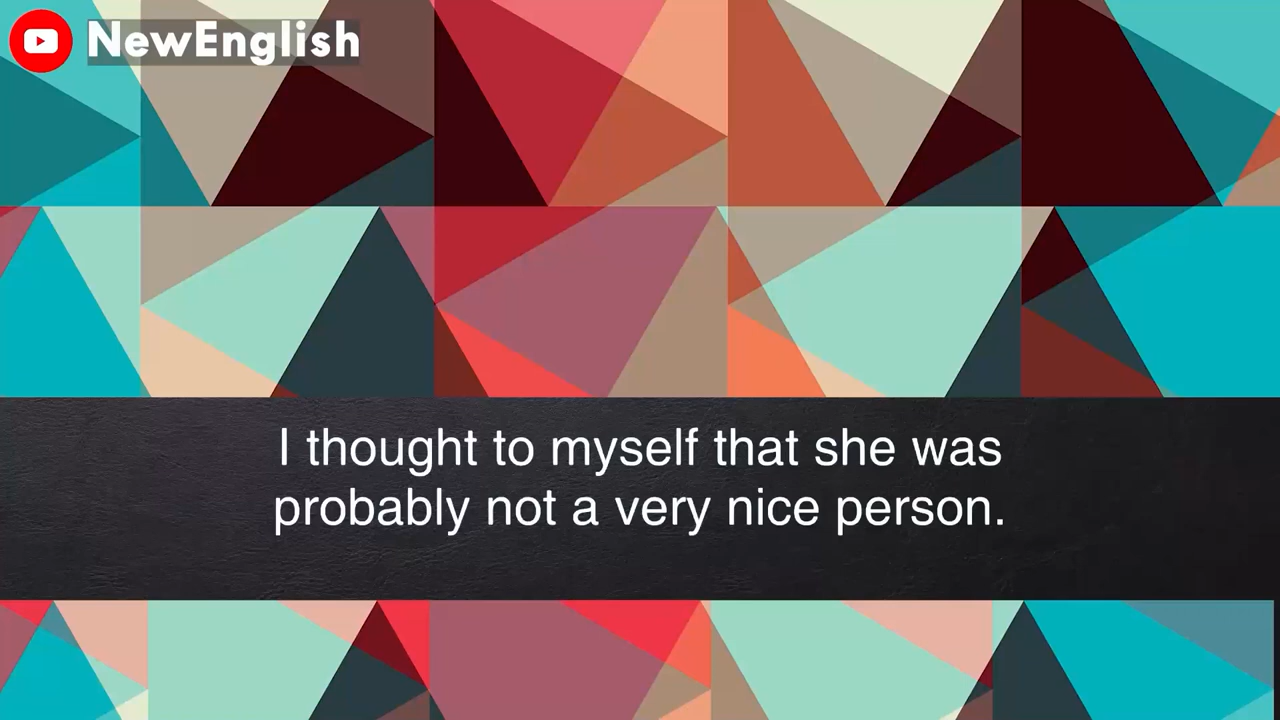 NewEnglish
I thought to myself that she was
probably not a very nice person.